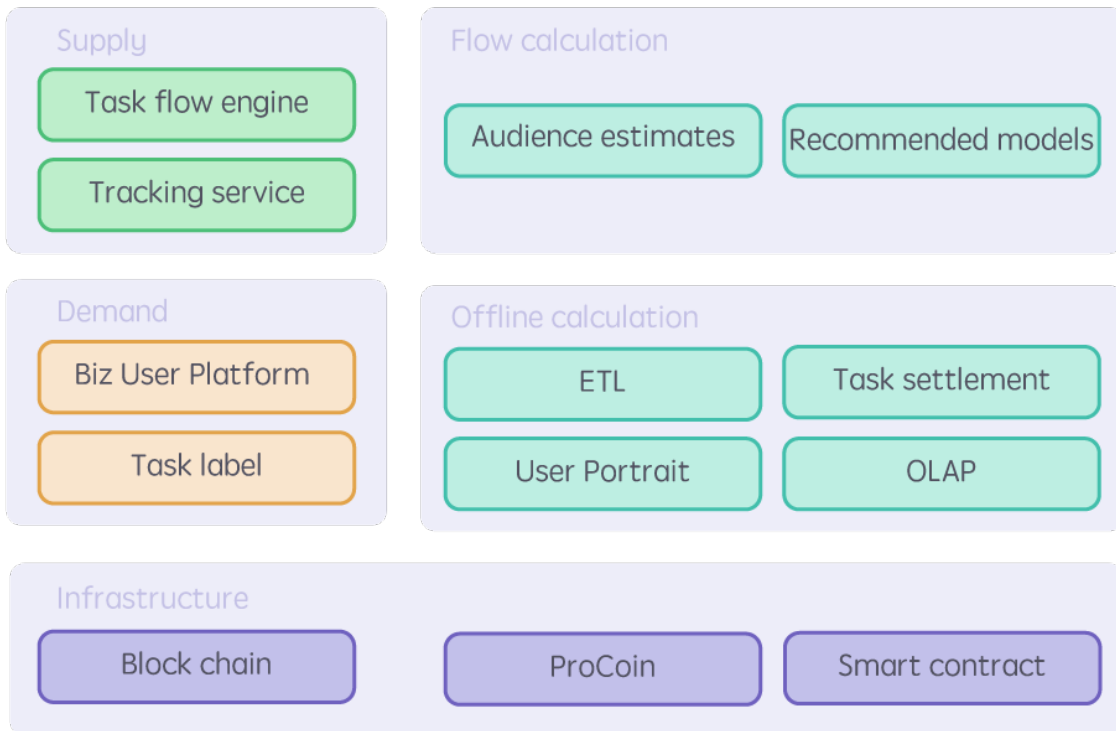 Supply
Task flow engine
Tracking service
Flow calculation
Audience estimates
Recommended models
Demand
Biz User Platform
Task label
Offline calculation
ETL
Task settlement
User Portrait
OLAP
Infrastructure
Block chain
ProCoin
Smart contract